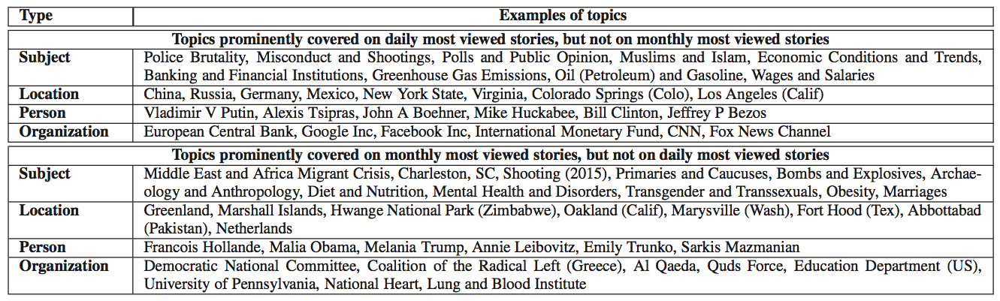 Type Examples of topics
Topics prominently covered on daily most viewed stories, but not on monthly most viewed stories
Subject Police Brutality, Misconduct and Shootings, Polls and Public Opinion, Muslims and Islam, Economic Conditions and Trends,
Banking and Financial Institutions, Greenhouse Gas Emissions, Oil (Petroleum) and Gasoline, Wages and Salaries
Location China, Russia, Germany, Mexico, New York State, Virginia, Colorado Springs (Colo), Los Angeles (Calif)
Person Vladimir V Putin, Alexis Tsipras, John A Boehner, Mike Huckabee, Bill Clinton, Jeffrey P Bezos
Organization European Central Bank, Google Inc, Facebook Inc, International Monetary Fund, CNN, Fox News Channel
Topics prominently covered on monthly most viewed stories, but not on daily most viewed stories
Subject Middle East and Africa Migrant Crisis, Charleston, SC, Shooting (2015), Primaries and Caucuses, Bombs and Explosives, Archae-
ology and Anthropology, Diet and Nutrition, Mental Health and Disorders, Transgender and Transsexuals, Obesity, Marriages
Location Greenland, Marshall Islands, Hwange National Park (Zimbabwe), Oakland (Calif), Marysville (Wash), Fort Hood (Tex), Abbottabad
(Pakistan), Netherlands
Person Francois Hollande, Malia Obama, Melania Trump, Annie Leibovitz, Emily Trunko, Sarkis Mazmanian
Organization Democratic National Committee, Coalition of the Radical Left (Greece), Al Qaeda, Quds Force, Education Department (US),
University of Pennsylvania, National Heart, Lung and Blood Institute